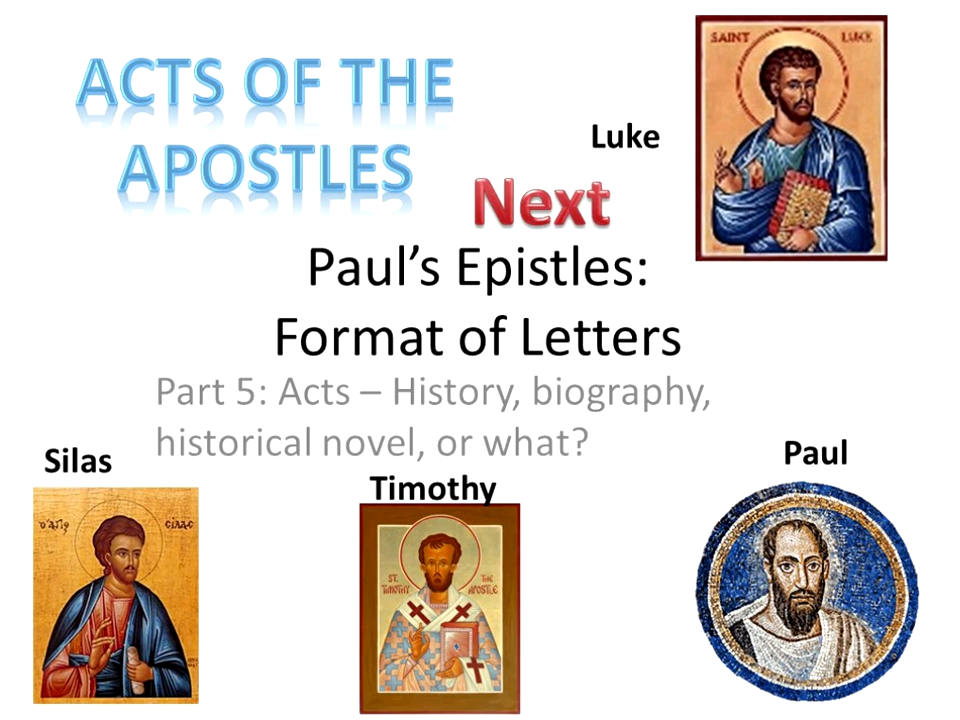 ACTS OF THE
APOSTLES
SAINT LUKE
Luke
Next
Paul's Epistles:
Format of Letters
Part 5: Acts – History, biography,
historical novel, or what?
Silas
Timothy
Paul
ST. THE
TIMOTHY APOSTLE